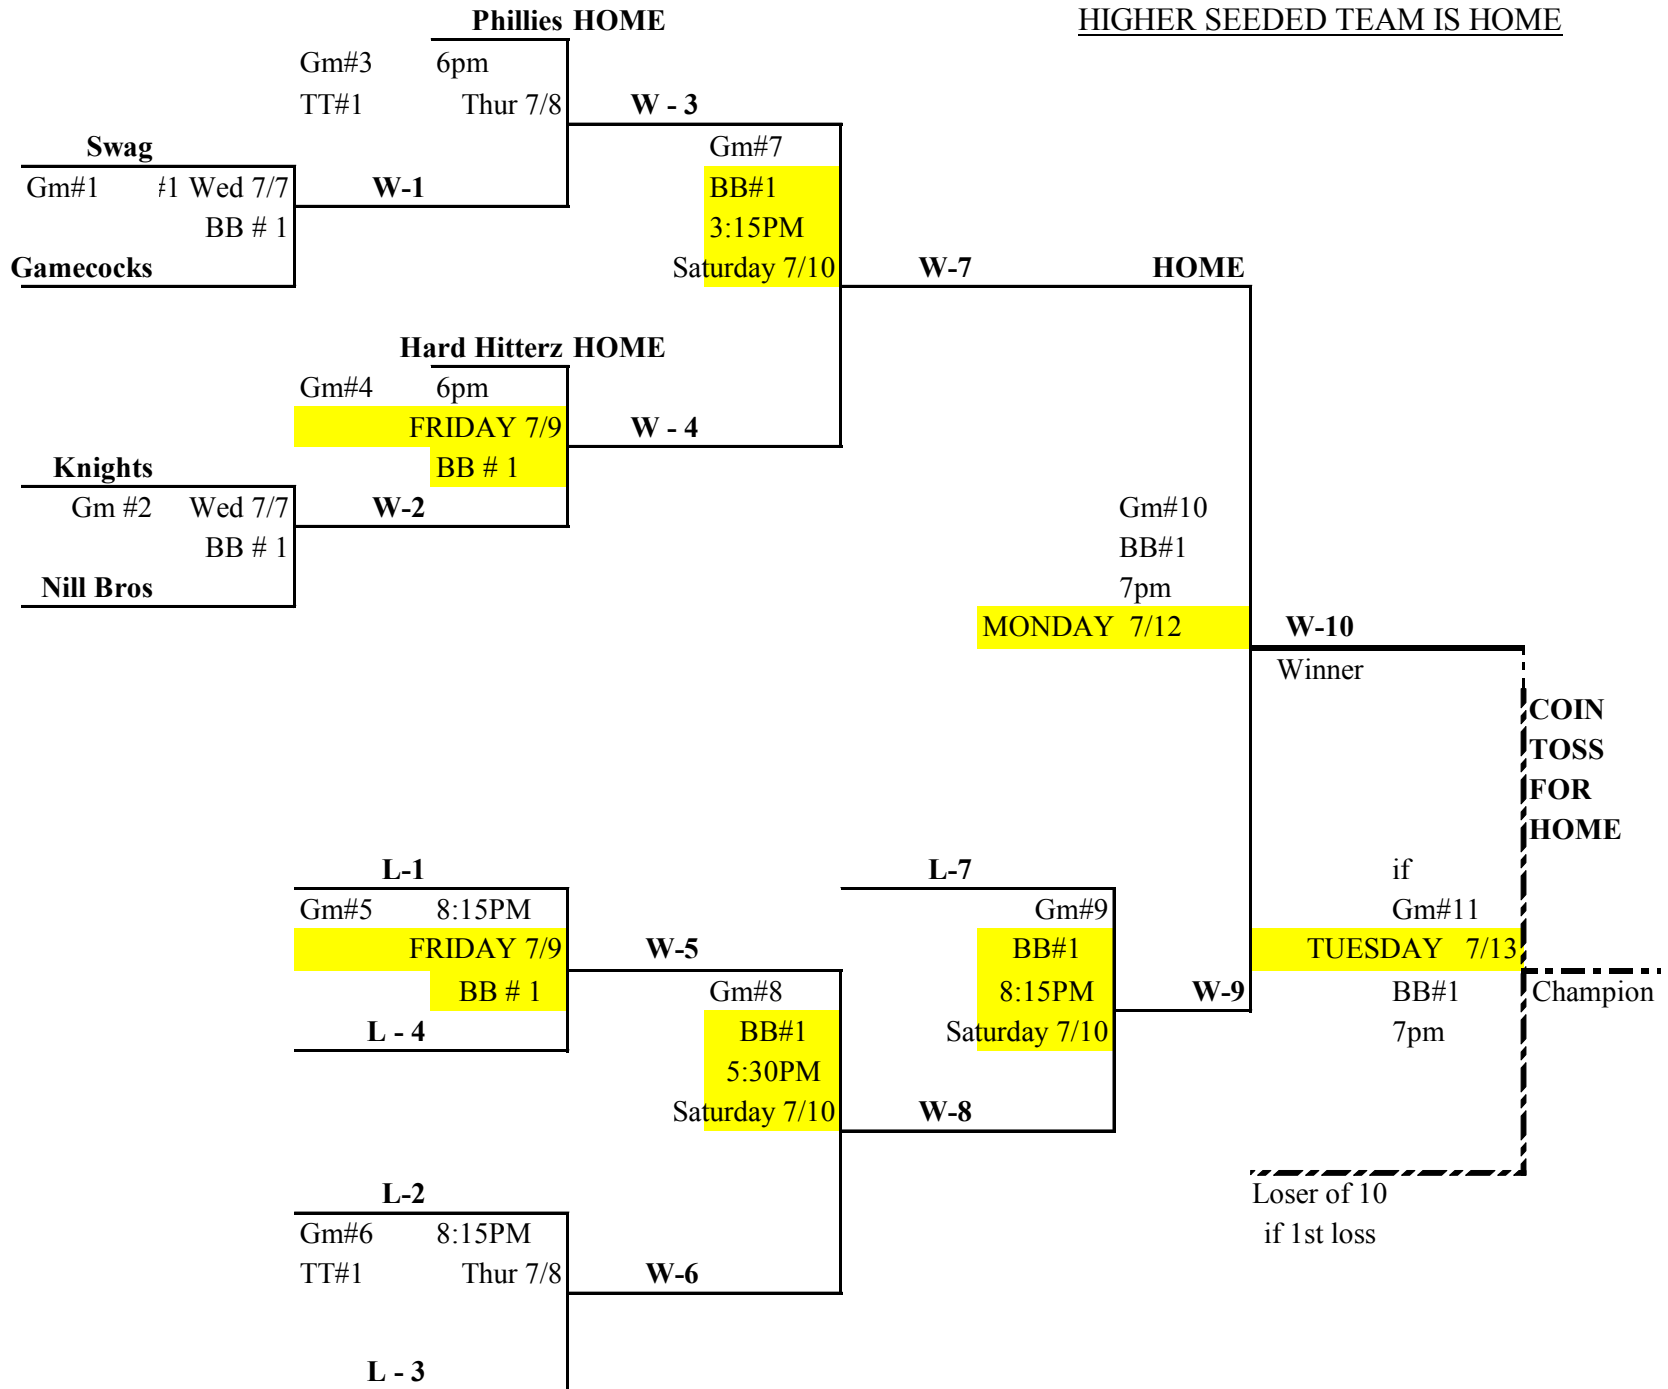 Phillies HOME
HIGHER SEEDED TEAM IS HOME
Gm#3 6pm
TT#1 Thur 7/8
W - 3
Swag
Gm#1 #1 Wed 7/7
BB # 1
W-1
Gamecocks
Gm#7
BB#1
3:15PM
Saturday 7/10
W-7
HOME
Hard Hitterz HOME
Gm#4 6pm
FRIDAY 7/9
BB # 1
W - 4
Knights
Gm #2 Wed 7/7
BB # 1
W-2
Nill Bros
Gm#10
BB#1
7pm
MONDAY 7/12
W-10
Winner
COIN
TOSS
FOR
HOME
L-1
Gm#5 8:15PM
FRIDAY 7/9
BB # 1
L - 4
W-5
Gm#8
BB#1
5:30PM
Saturday 7/10
L-7
Gm#9
BB#1
8:15PM
Saturday 7/10
W-8
W-9
if
Gm#11
TUESDAY 7/13
BB#1
7pm
Champion
L-2
Gm#6 8:15PM
TT#1 Thur 7/8
W-6
L - 3
Loser of 10
if 1st loss